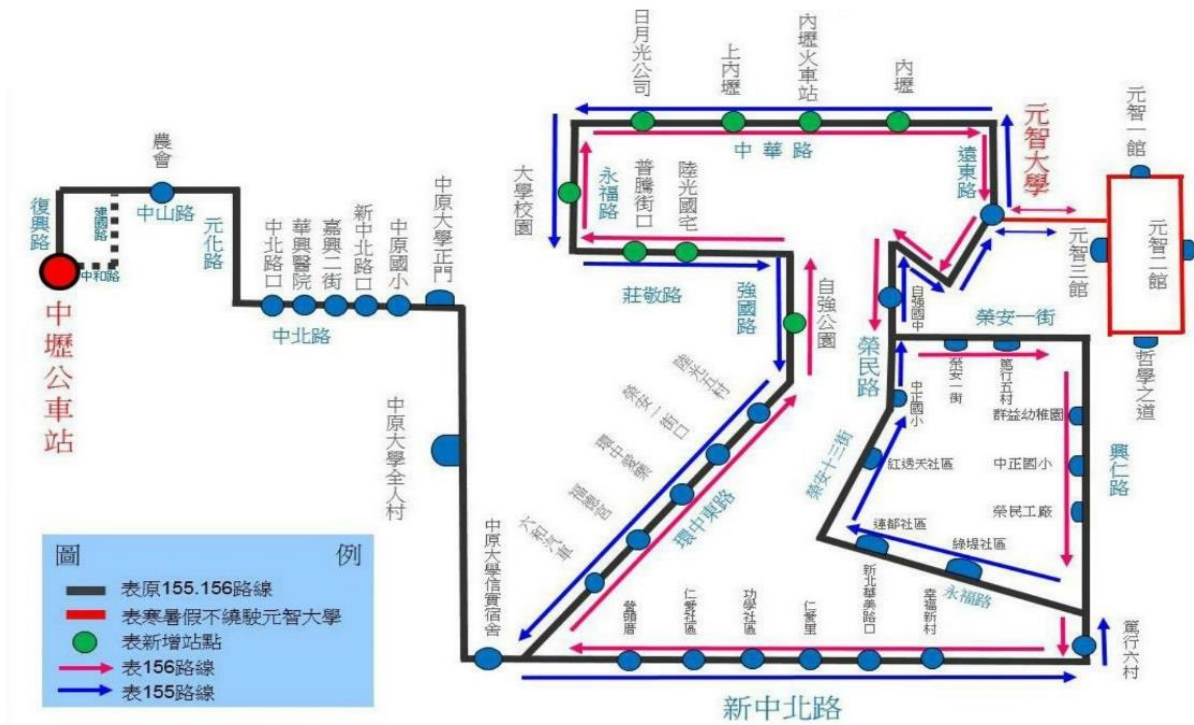 日月光公司
上內壢
內壢火車站
內壢
元智大學
元智一館
農會
中原大學正門
大學校園
永福路
普騰街口
陸光國宅
中華路
遠東路
復興路
建國路
中山路
元化路
中北路口
華興醫院
嘉興二街
新中北路口
中原國小
元智三館
元智二館
中和路
中壢公車站
中北路
莊敬路
強國路
自強公園
自強國中
榮安一街
榮民路
哲學之道
中原大學全人村
陸光五村
榮安一街口
環中愛樂
福德宮
六和汽車
環中東路
中正國小
榮安一街
篤行五村
群益幼稚園
興仁路
榮安十三街
紅透天社區
中正國小
榮民工廠
連都社區
綠堤社區
永福路
中原大學信實宿舍
營頭厝
仁愛社區
功學社區
仁愛里
新北華美路口
幸福新村
篤行六村
新中北路
圖例
表原155.156路線
表寒暑假不繞駛元智大學
表新增站點
表156路線
表155路線